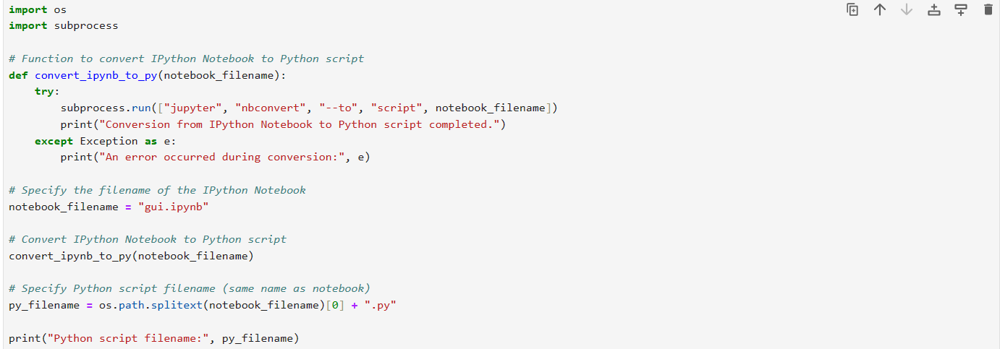 import os
import subprocess
# Function to convert IPython Notebook to Python script
def convert_ipynb_to_py(notebook_filename):
    try:
        subprocess.run(["jupyter", "nbconvert", "--to", "script", notebook_filename])
        print("Conversion from IPython Notebook to Python script completed.")
    except Exception as e:
        print("An error occurred during conversion:", e)
# Specify the filename of the IPython Notebook
notebook_filename = "gui.ipynb"
# Convert IPython Notebook to Python script
convert_ipynb_to_py(notebook_filename)
# Specify Python script filename (same name as notebook)
py_filename = os.path.splitext(notebook_filename)[0] + ".py"
print("Python script filename:", py_filename)